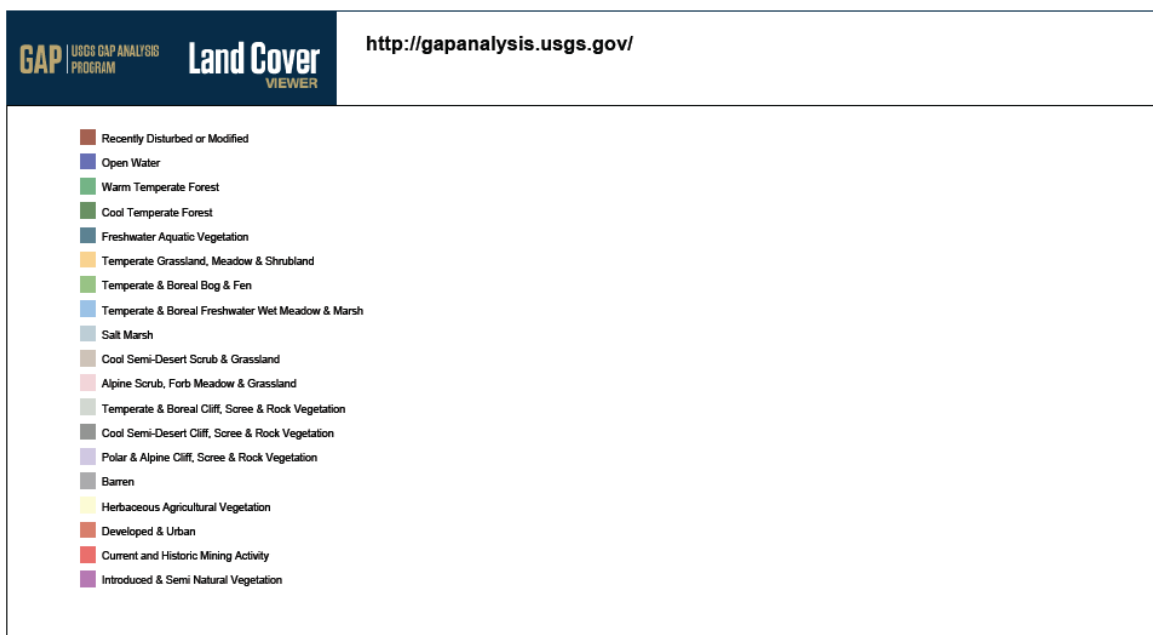 GAP USGS GAP ANALYSIS
PROGRAM
Land Cover
VIEWER
http://gapanalysis.usgs.gov/
Recently Disturbed or Modified
Open Water
Warm Temperate Forest
Cool Temperate Forest
Freshwater Aquatic Vegetation
Temperate Grassland, Meadow & Shrubland
Temperate & Boreal Bog & Fen
Temperate & Boreal Freshwater Wet Meadow & Marsh
Salt Marsh
Cool Semi-Desert Scrub & Grassland
Alpine Scrub, Forb Meadow & Grassland
Temperate & Boreal Cliff, Scree & Rock Vegetation
Cool Semi-Desert Cliff, Scree & Rock Vegetation
Polar & Alpine Cliff, Scree & Rock Vegetation
Barren
Herbaceous Agricultural Vegetation
Developed & Urban
Current and Historic Mining Activity
Introduced & Semi Natural Vegetation